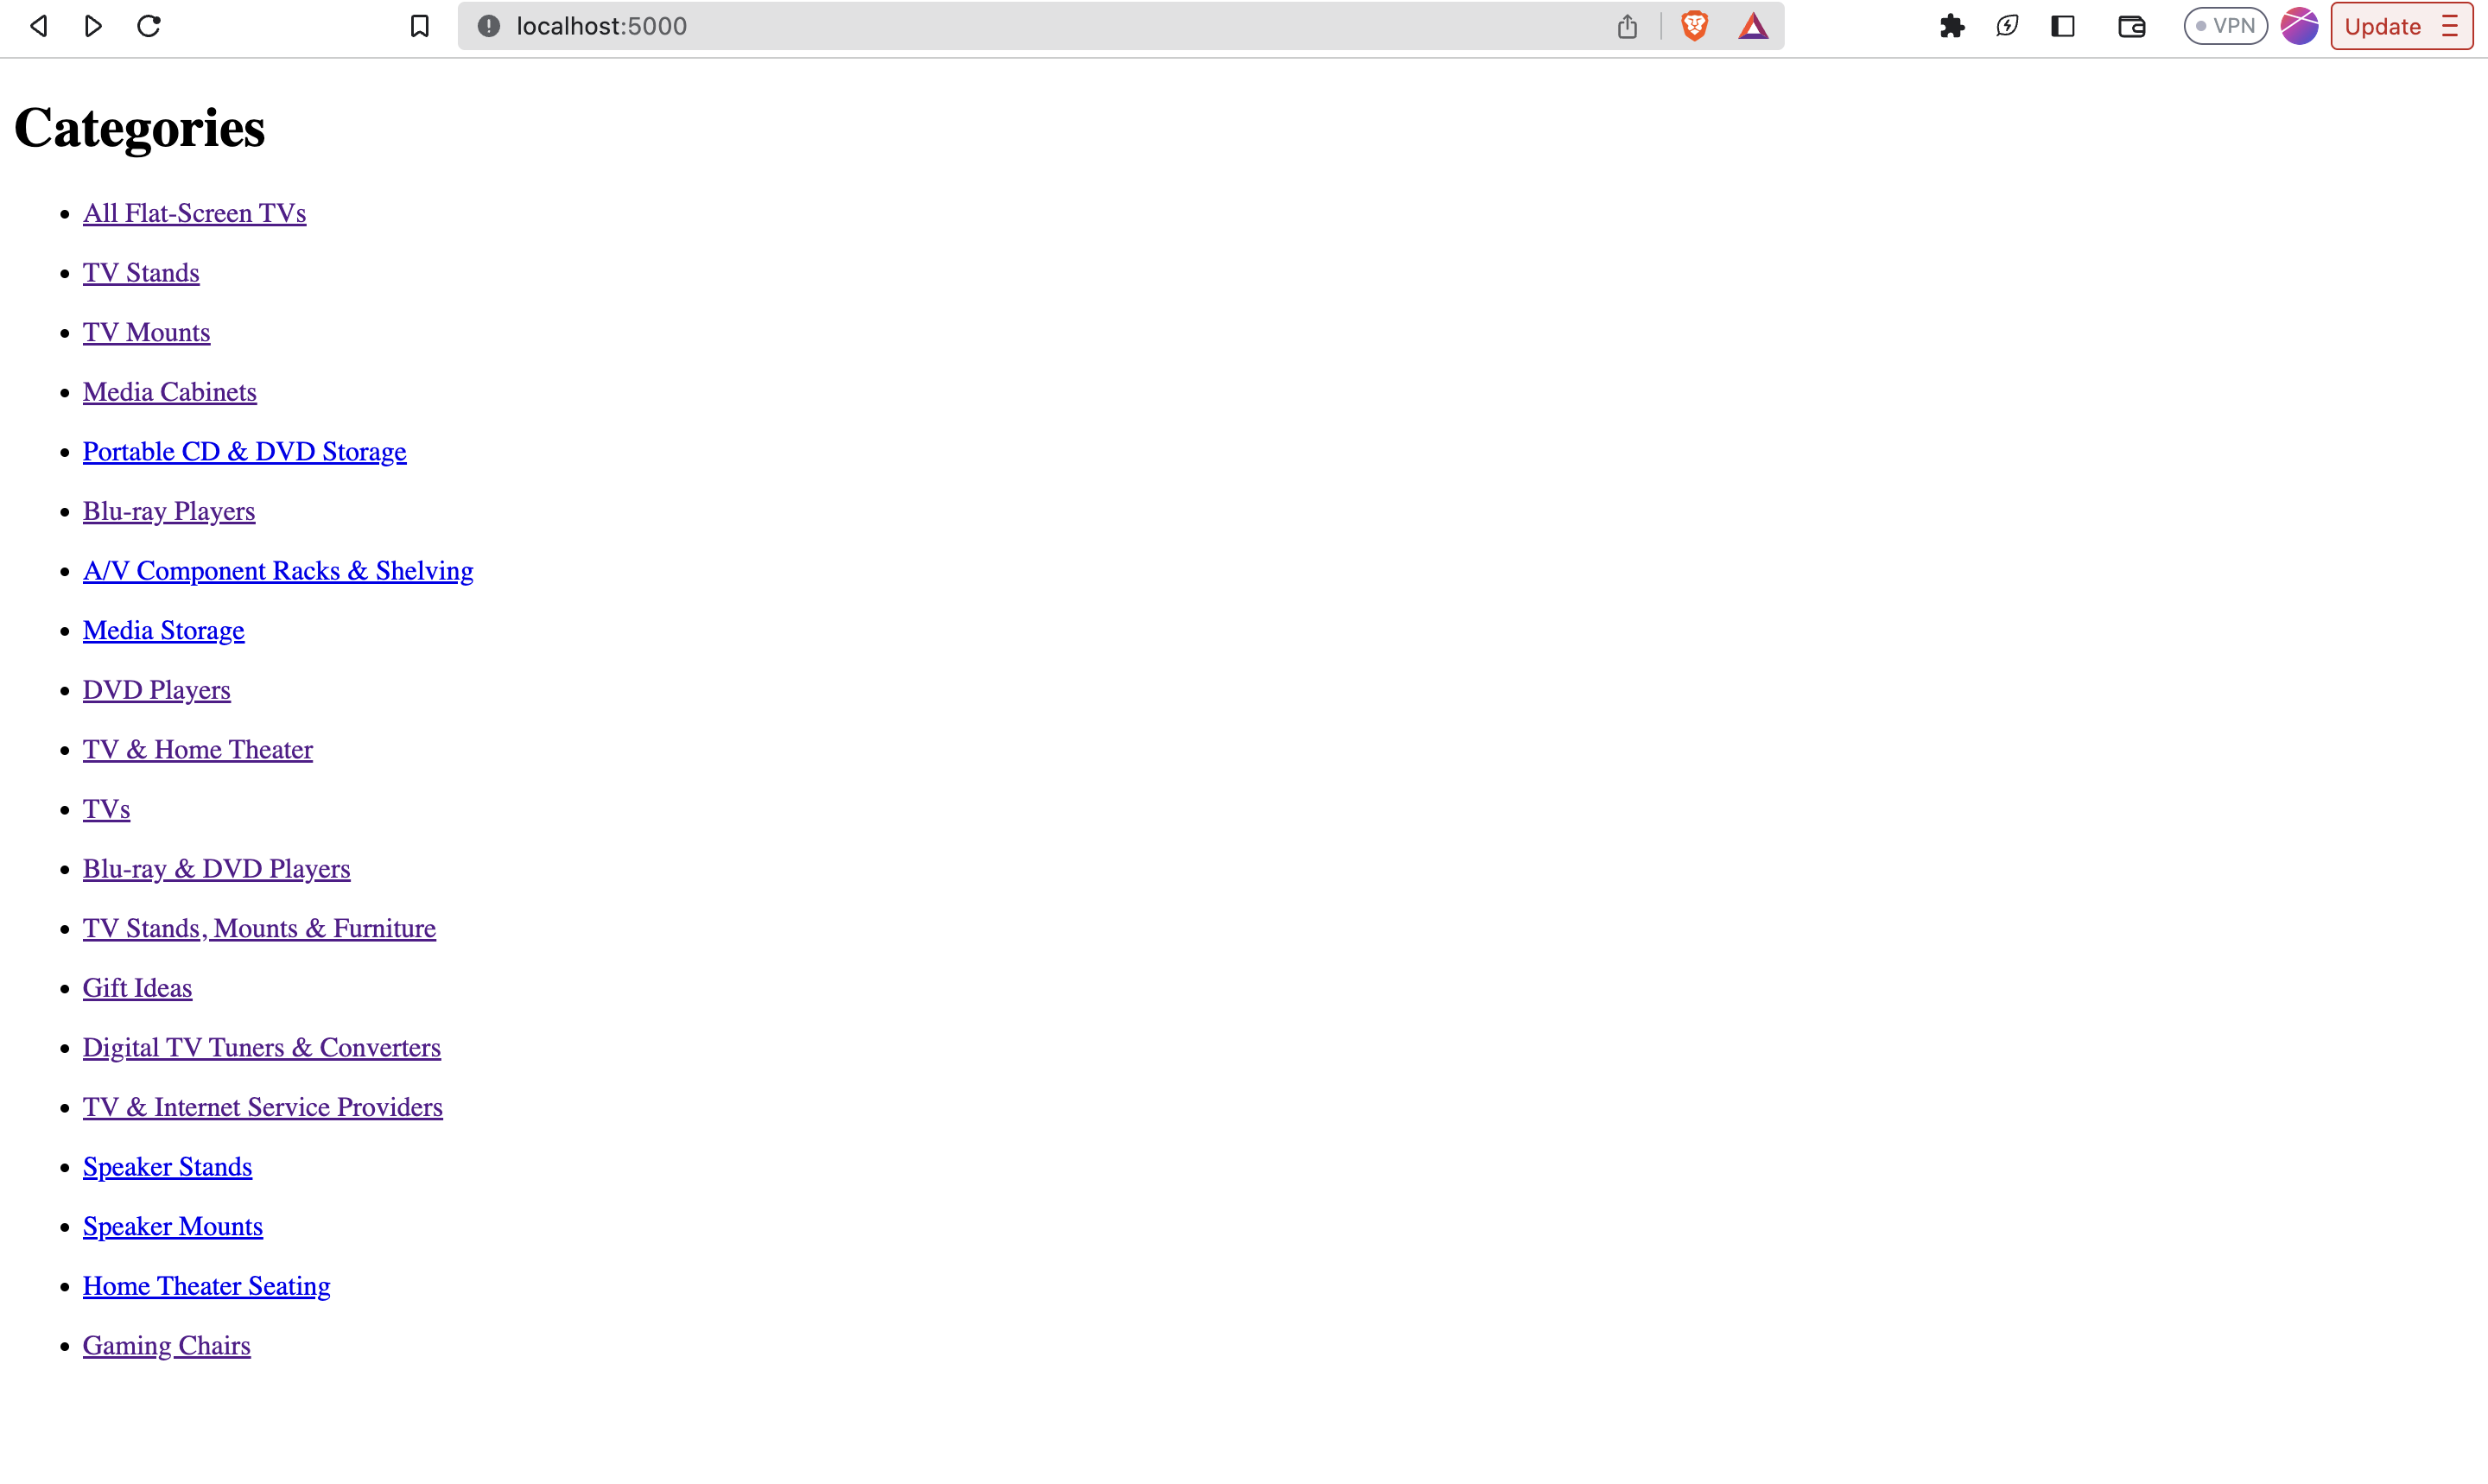 localhost:5000
VPN
Update
Categories
All Flat-Screen TVs
TV Stands
TV Mounts
Media Cabinets
Portable CD & DVD Storage
Blu-ray Players
A/V Component Racks & Shelving
Media Storage
DVD Players
TV & Home Theater
TVs
Blu-ray & DVD Players
TV Stands, Mounts & Furniture
Gift Ideas
Digital TV Tuners & Converters
TV & Internet Service Providers
Speaker Stands
Speaker Mounts
Home Theater Seating
Gaming Chairs